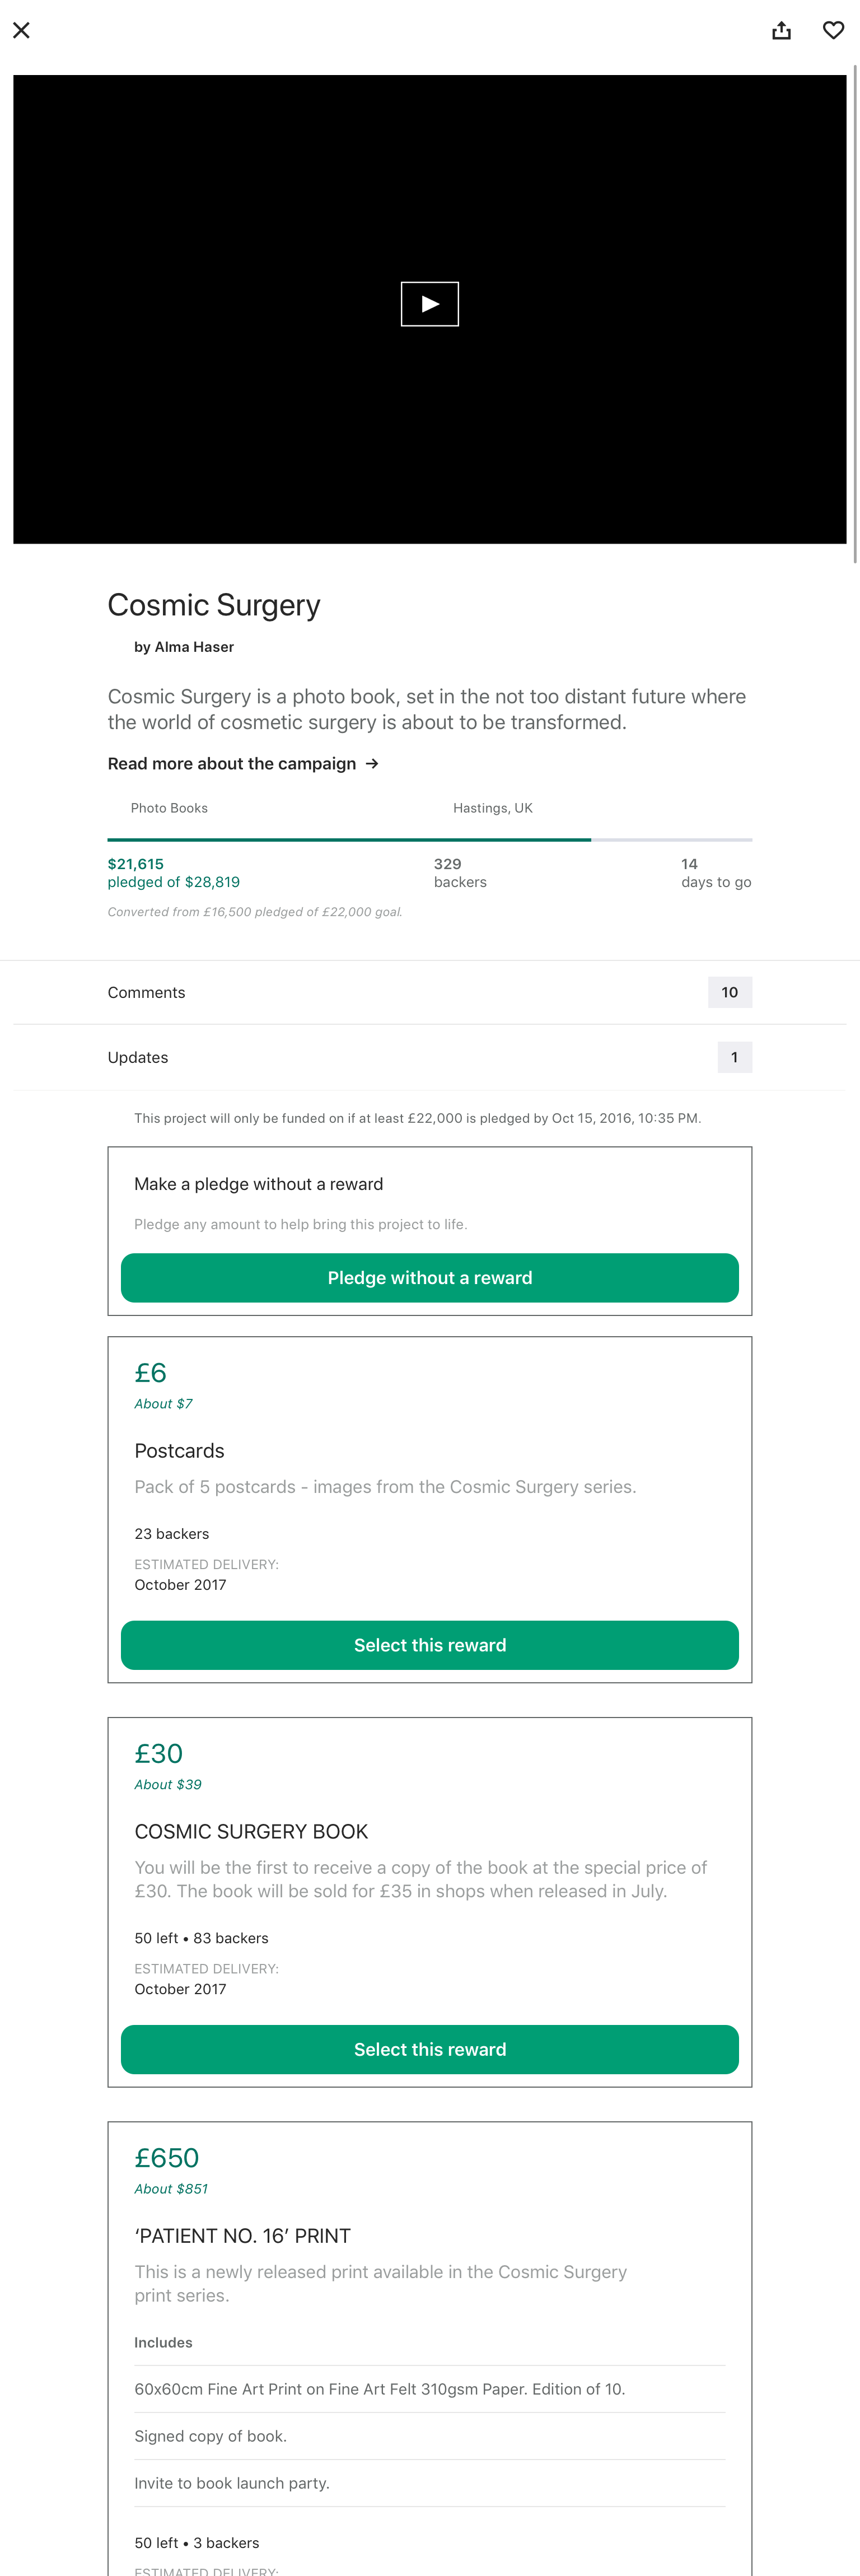 Cosmic Surgery
by Alma Haser
Cosmic Surgery is a photo book, set in the not too distant future where
the world of cosmetic surgery is about to be transformed.
Read more about the campaign →
Photo Books
Hastings, UK
$21,615
pledged of $28,819
329
backers
14
days to go
Converted from £16,500 pledged of £22,000 goal.
Comments
10
Updates
1
This project will only be funded on if at least £22,000 is pledged by Oct 15, 2016, 10:35 PM.
Make a pledge without a reward
Pledge any amount to help bring this project to life.
Pledge without a reward
£6
About $7
Postcards
Pack of 5 postcards - images from the Cosmic Surgery series.
23 backers
ESTIMATED DELIVERY:
October 2017
Select this reward
£30
About $39
COSMIC SURGERY BOOK
You will be the first to receive a copy of the book at the special price of
£30. The book will be sold for £35 in shops when released in July.
50 left • 83 backers
ESTIMATED DELIVERY:
October 2017
Select this reward
£650
About $851
‘PATIENT NO. 16’ PRINT
This is a newly released print available in the Cosmic Surgery
print series.
Includes
60x60cm Fine Art Print on Fine Art Felt 310gsm Paper. Edition of 10.
Signed copy of book.
Invite to book launch party.
50 left • 3 backers
ESTIMATED DELIVERY: